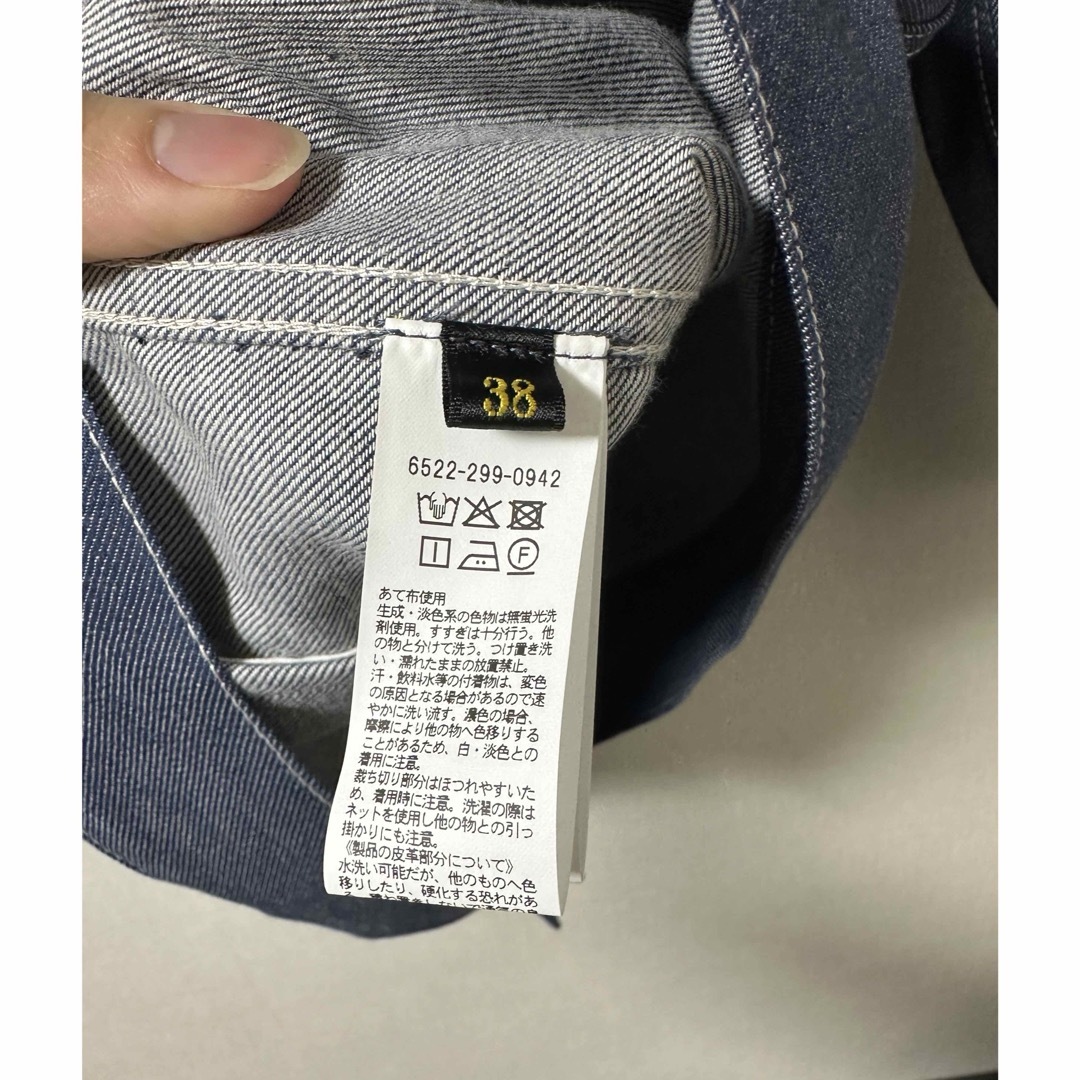 38
6522-299-0942
F
あて布使用
生成・淡色系の色物は無蛍光洗
剤使用。すすぎは十分行う。他
の物と分けて洗う。つけ置き洗
い・濡れたままの放置禁止。
汗・飲料水等の付着物は、変色
の原因となる場合があるので速
やかに洗い流す。濃色の場合、
摩擦により他の物へ色移りする
ことがあるため、白・淡色との
着用に注意。
裁ち切り部分はほつれやすいた
め、着用時に注意。洗濯の際は
ネットを使用し他の物との引っ
掛かりにも注意。
《製品の皮革部分について》
水洗い可能だが、他のものへ色
移りしたり、硬化する恐れがあ